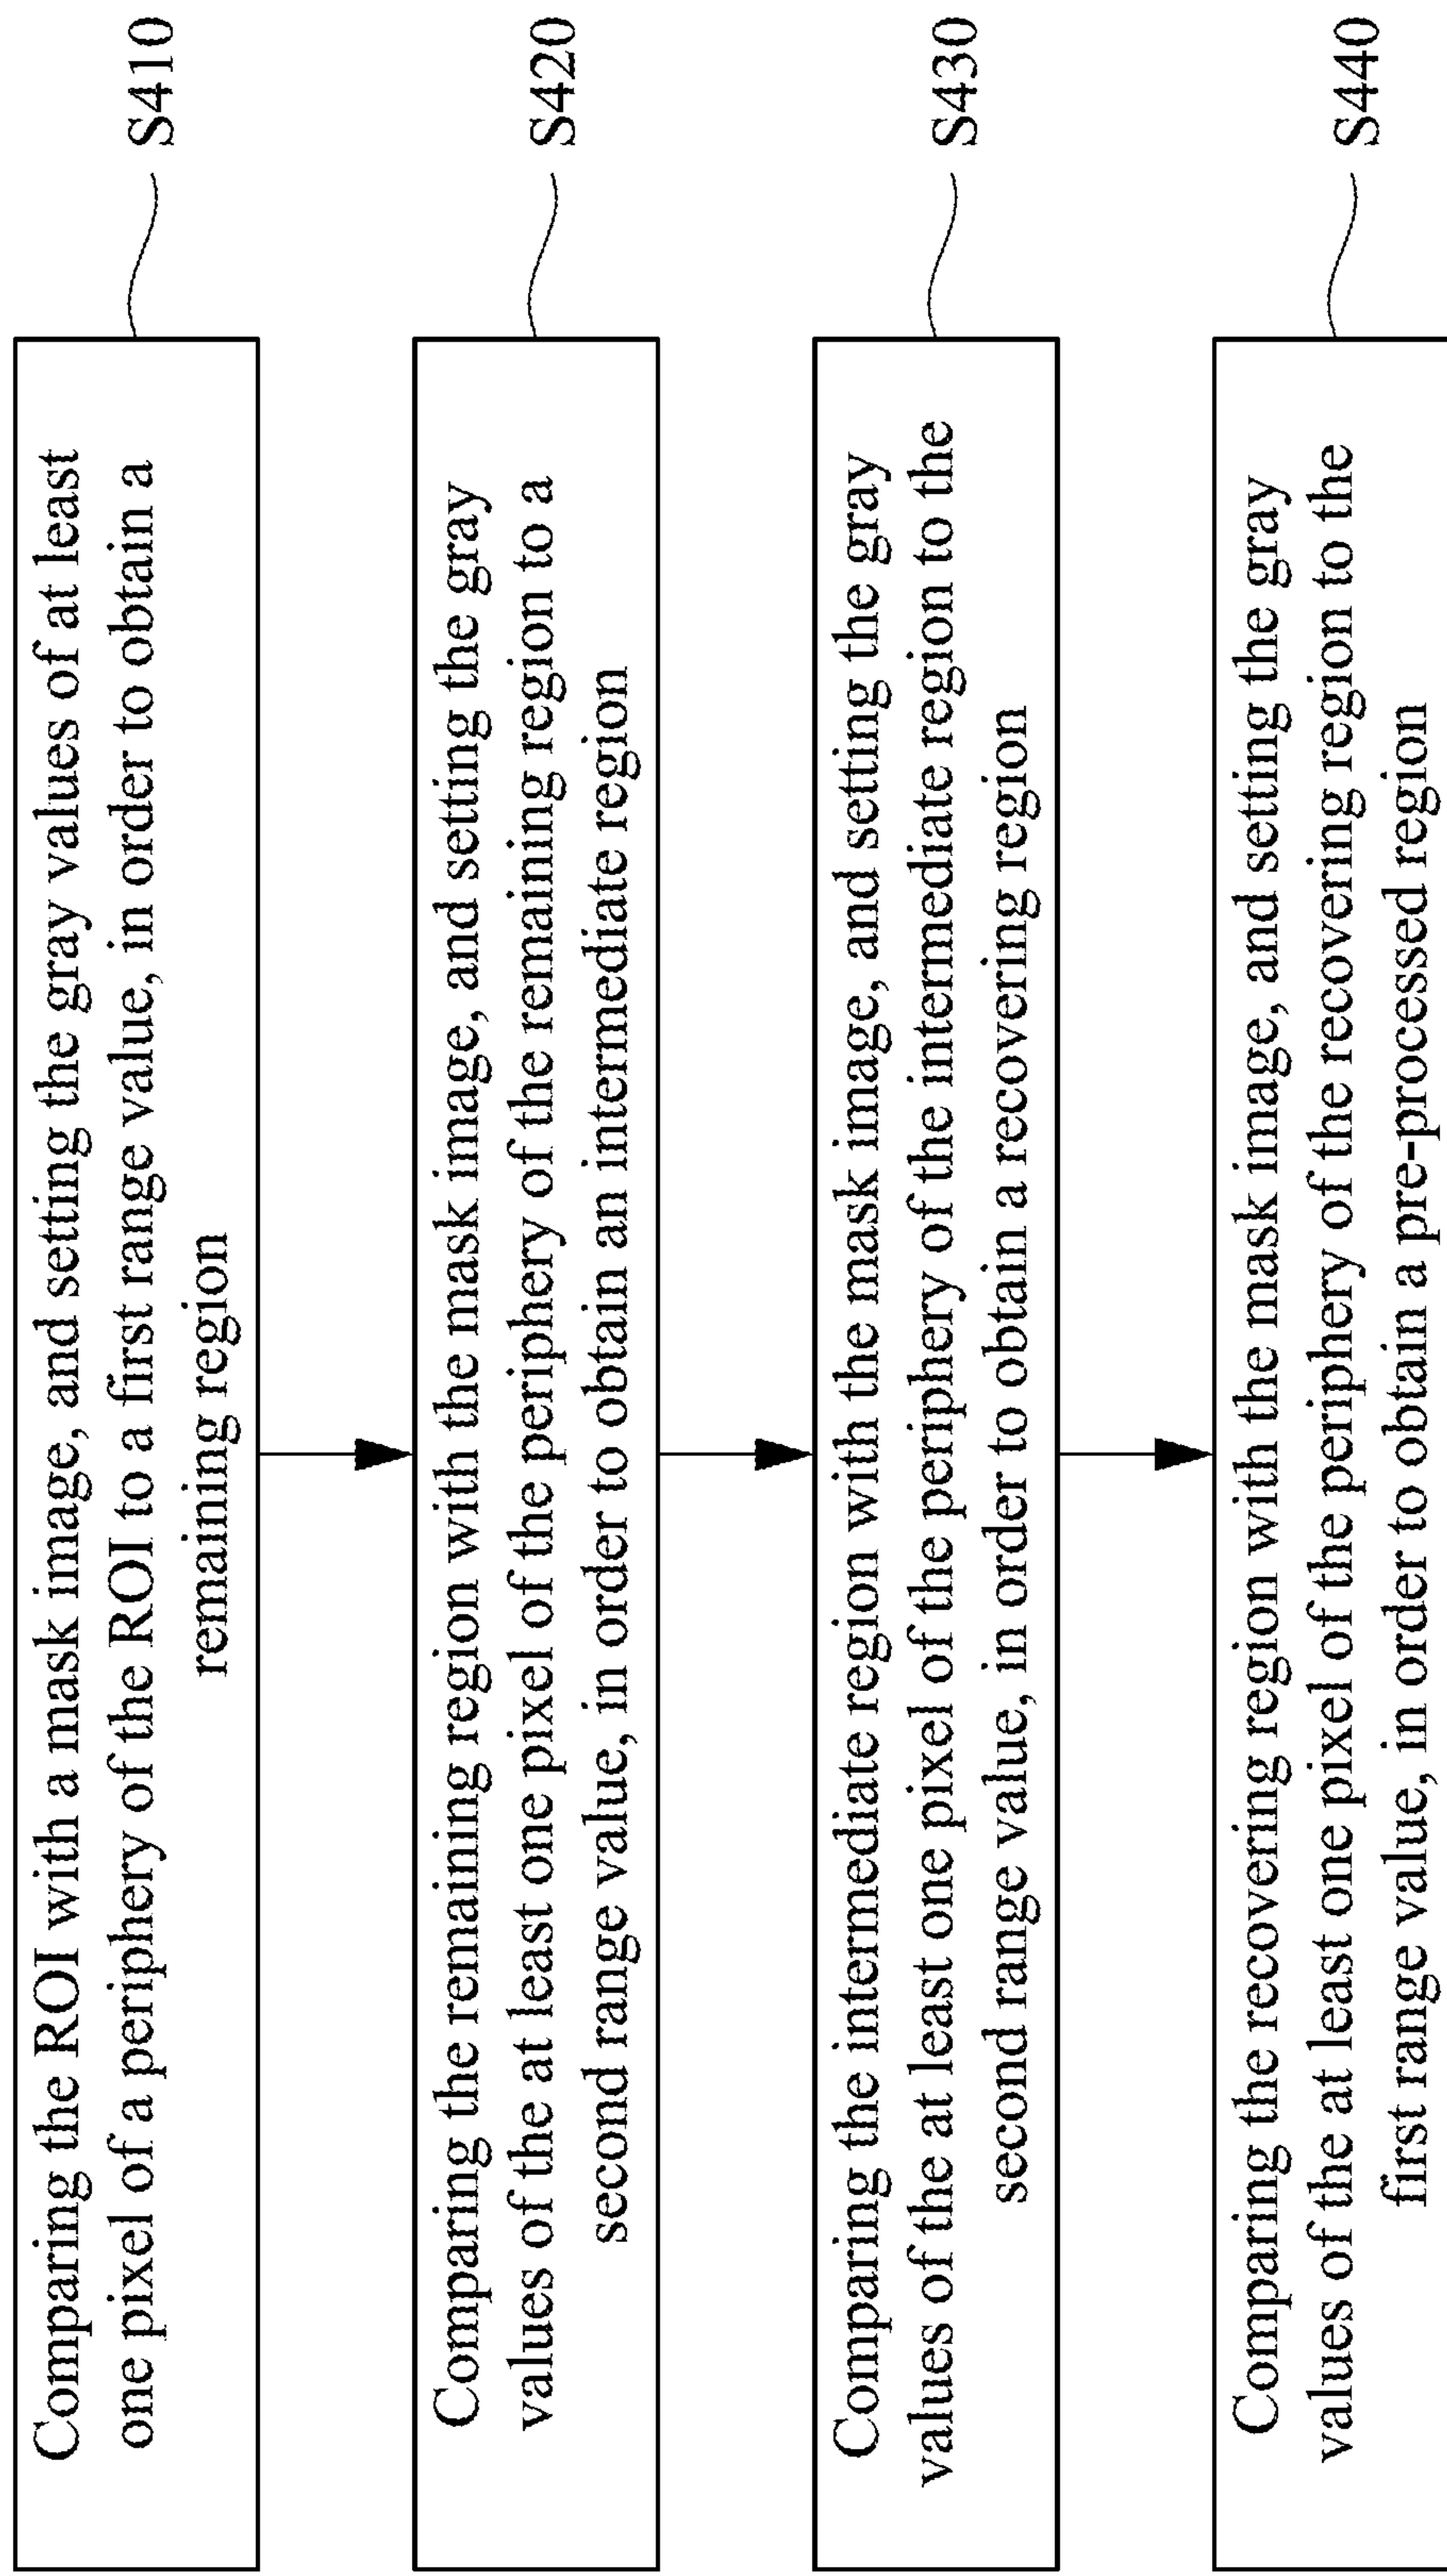 Comparing the ROI with a mask image, and setting the gray values of at least
one pixel of a periphery of the ROI to a first range value, in order to obtain a
remaining region
S410
Comparing the remaining region with the mask image, and setting the gray
values of the at least one pixel of the periphery of the remaining region to a
second range value, in order to obtain an intermediate region
S420
Comparing the intermediate region with the mask image, and setting the gray
values of the at least one pixel of the periphery of the intermediate region to the
second range value, in order to obtain a recovering region
S430
Comparing the recovering region with the mask image, and setting the gray
values of the at least one pixel of the periphery of the recovering region to the
first range value, in order to obtain a pre-processed region
S440